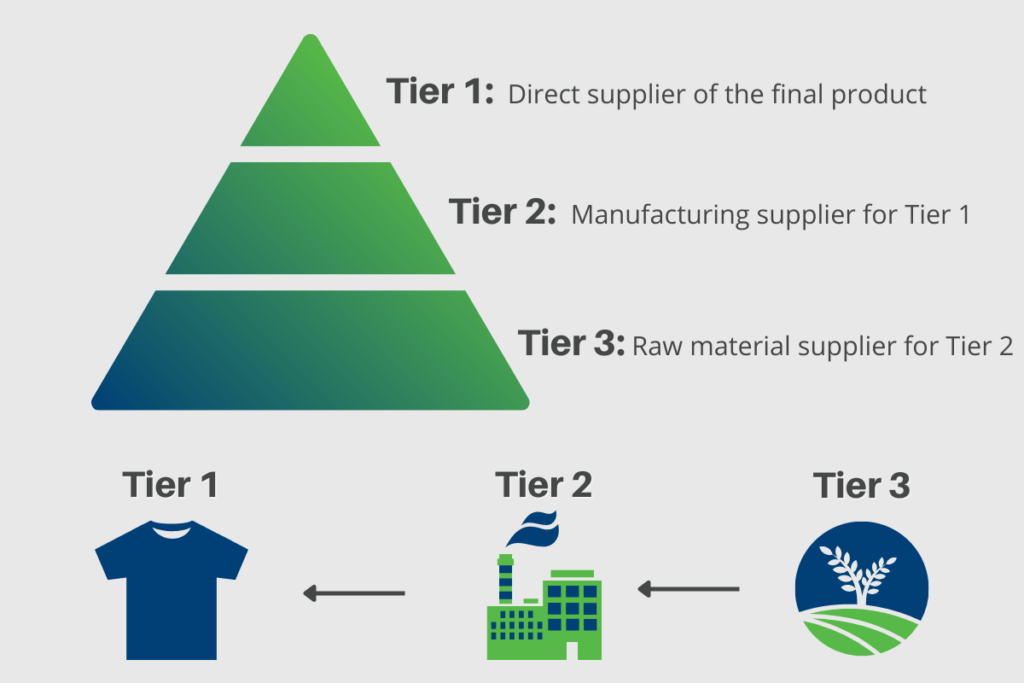 Tier 1: Direct supplier of the final product
Tier 2: Manufacturing supplier for Tier 1
Tier 3: Raw material supplier for Tier 2
Tier 1
Tier 2
Tier 3